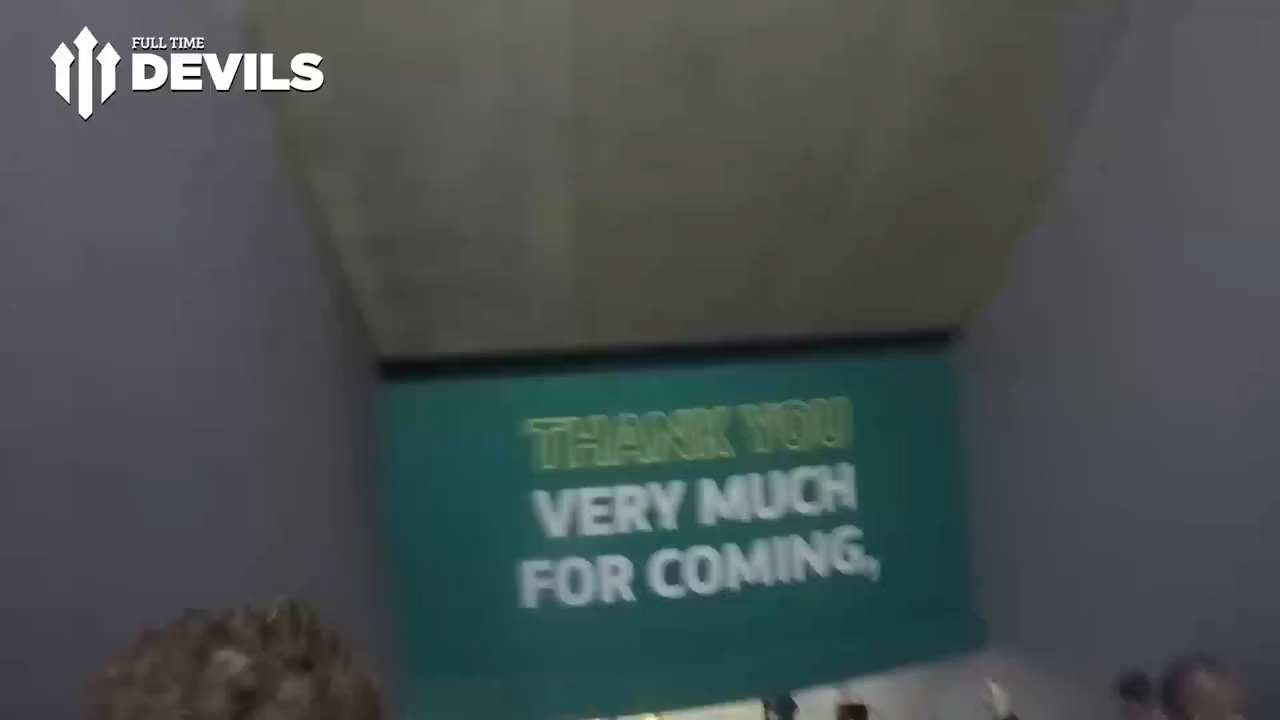 FULL TIME
DEVILS
THANK YOU
VERY MUCH
FOR COMING,